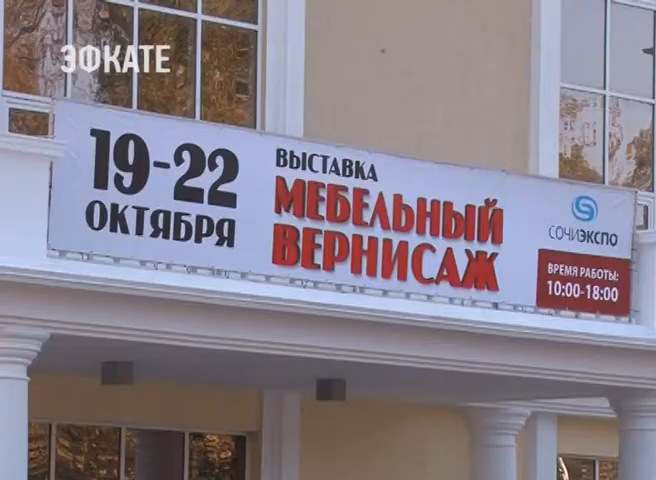 ЭФКАТЕ
19-22
ОКТЯБРЯ
ВЫСТАВКА
МЕБЕЛЬНЫЙ
ВЕРНИСАЖ
СОЧИЭКСПО
ВРЕМЯ РАБОТЫ:
10:00-18:00